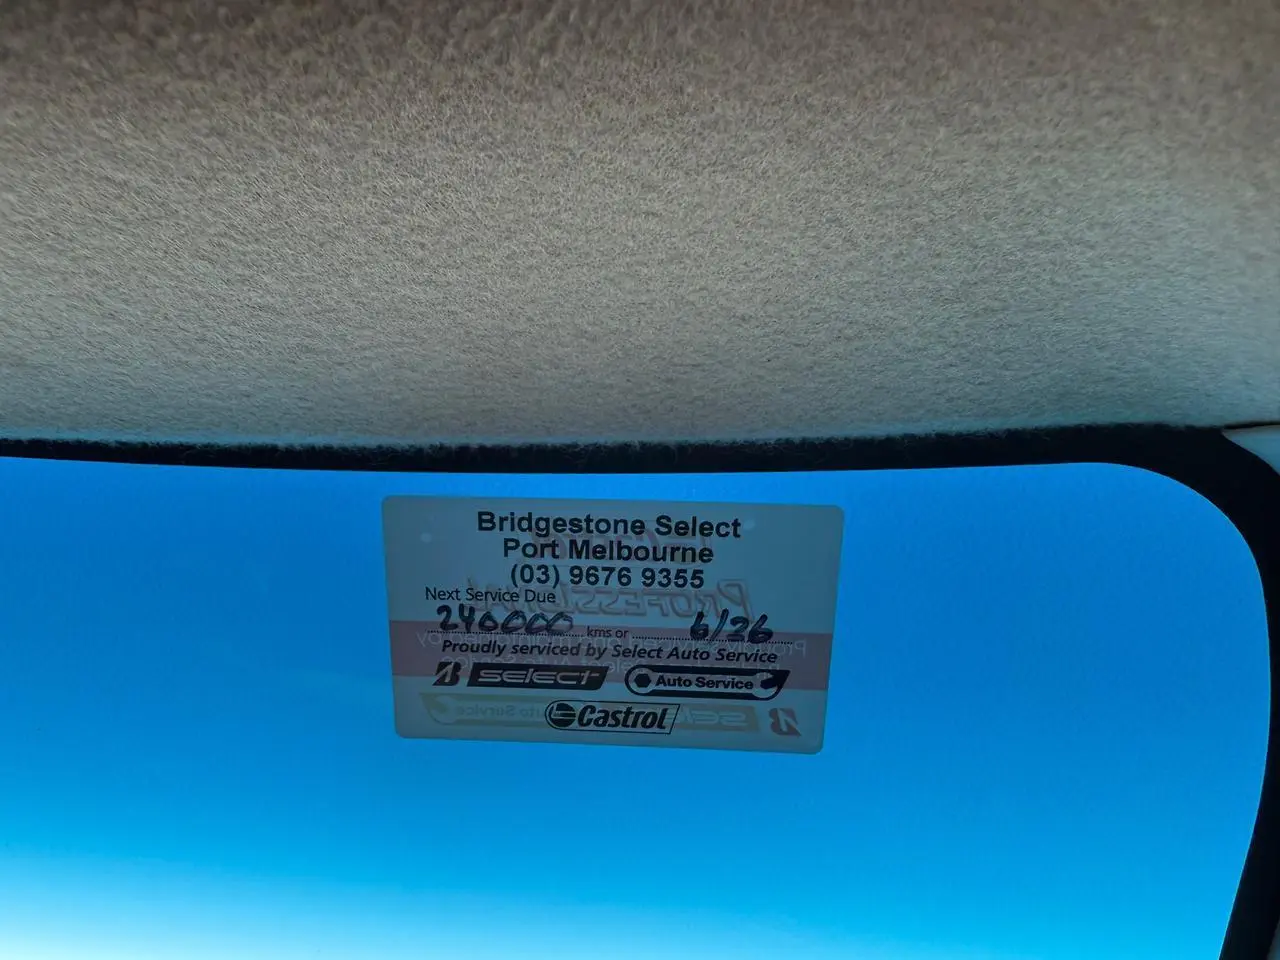 Bridgestone Select
Port Melbourne
(03) 9676 9355
Next Service Due
240000 kms or 6/26
Proudly serviced by Select Auto Service
SELECT Auto Service
Castrol